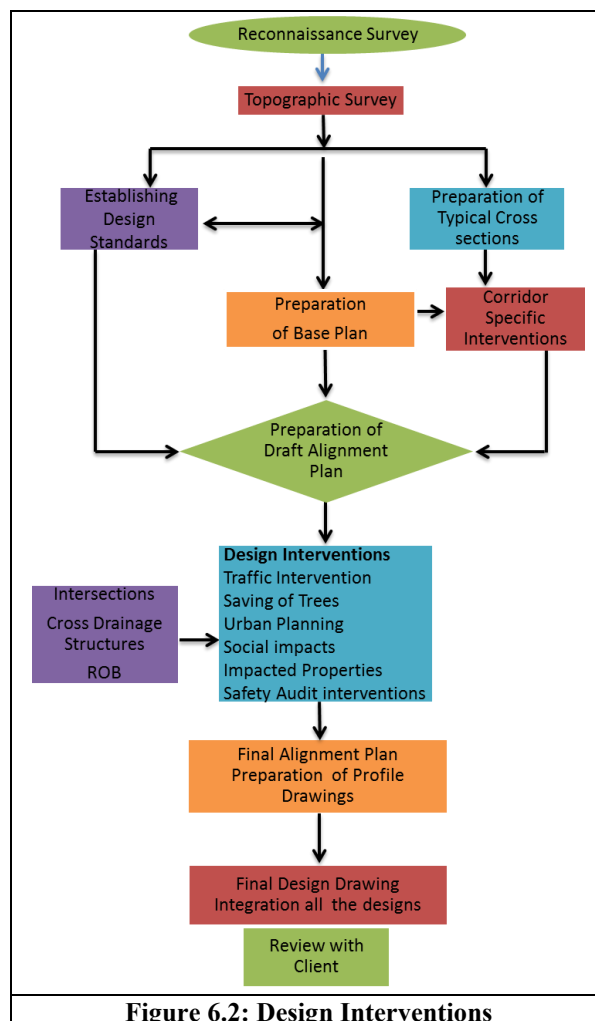 Reconnaissance Survey
Topographic Survey
Establishing
Design
Standards
Preparation of
Typical Cross
sections
Preparation
of Base Plan
Corridor
Specific
Interventions
Preparation of
Draft Alignment
Plan
Design Interventions
Traffic Intervention
Saving of Trees
Urban Planning
Social impacts
Impacted Properties
Safety Audit interventions
Intersections
Cross Drainage
Structures
ROB
Final Alignment Plan
Preparation of Profile
Drawings
Final Design Drawing
Integration all the designs
Review with
Client
Figure 6.2: Design Interventions